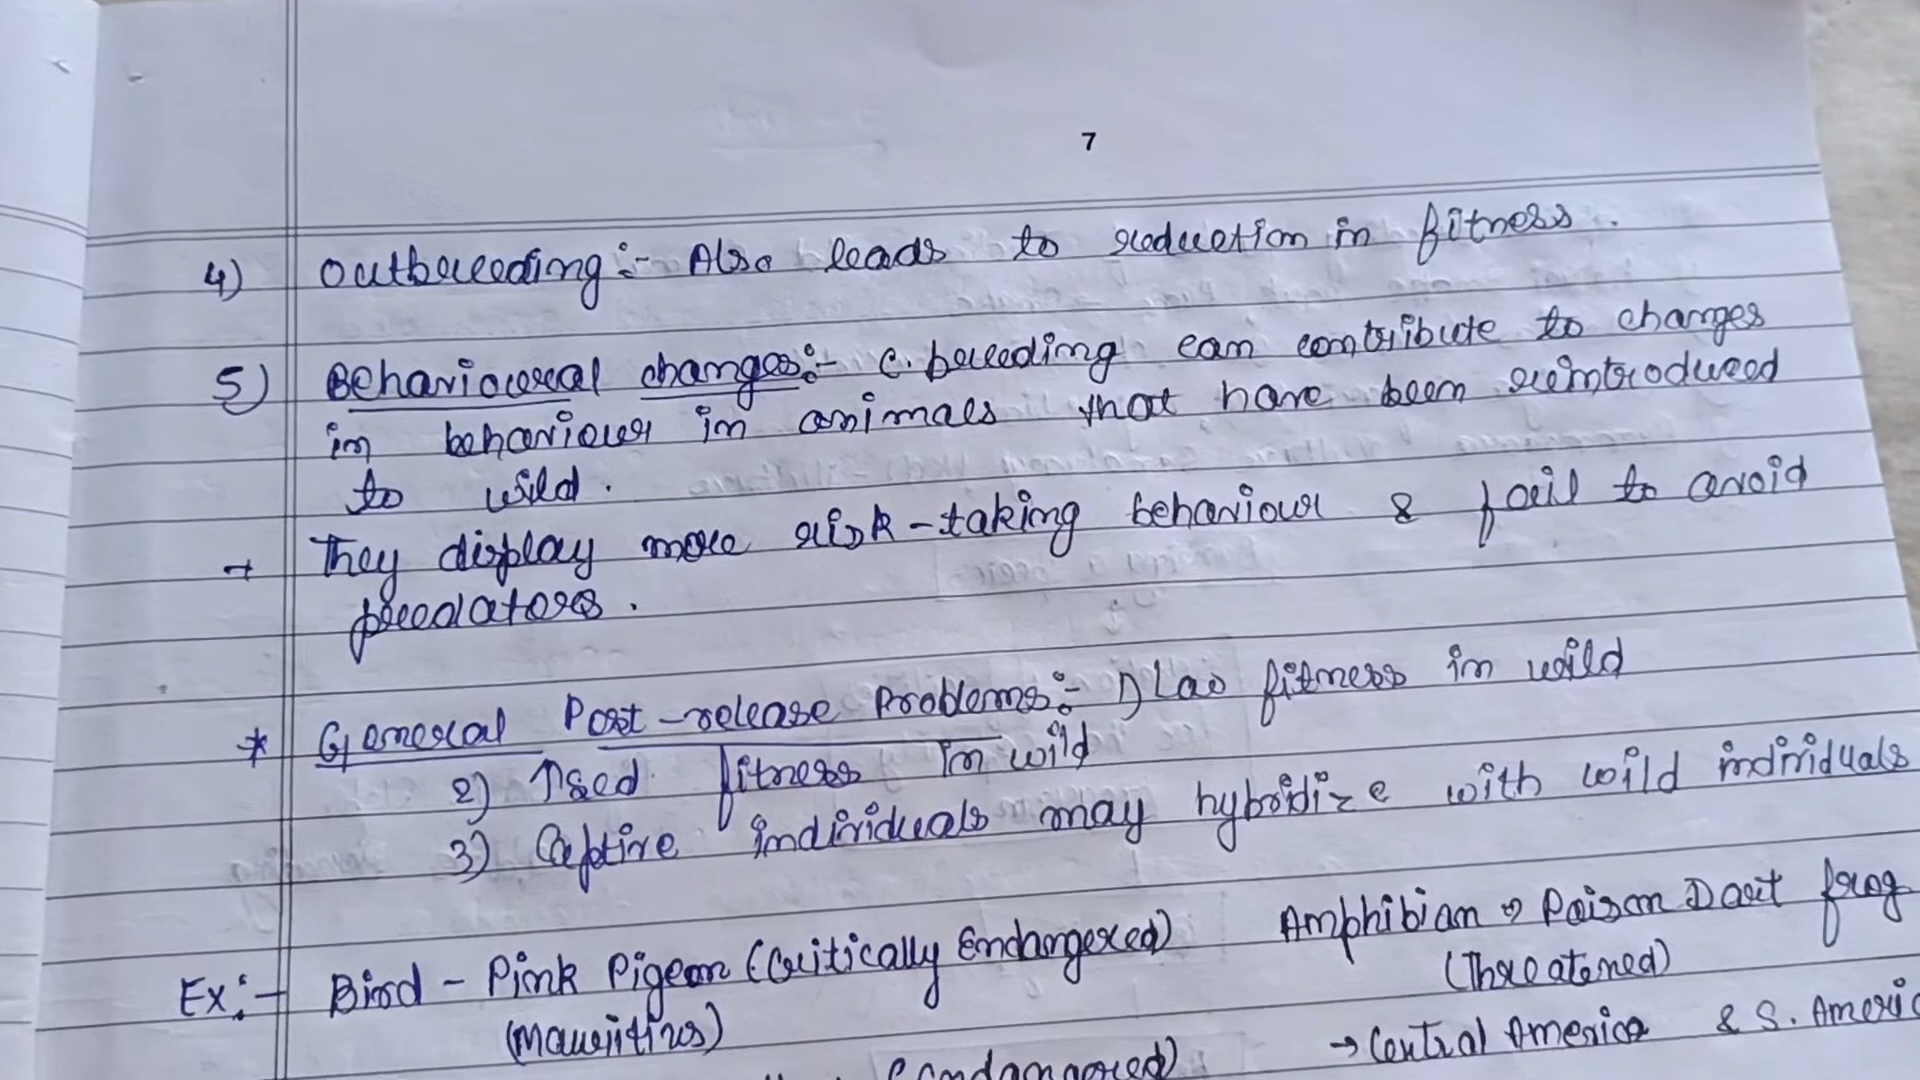 7
4) Outbreeding :- Also leads to reduction in fitness.
5) Behavioural changes :- C. breeding can contribute to changes
in behaviour in animals that have been reintroduced
to wild.
→ They display more risk-taking behaviour & fail to avoid
predators.
* General Post-release Problems :- 1) Less fitness in wild
2) ↑sed fitness in wild
3) Captive individuals may hybridize with wild individuals
Ex :- Bird - Pink Pigeon (Critically Endangered) Amphibian → Poison Dart frog
(Mauritius) (Threatened)
→ Central America & S. Americ